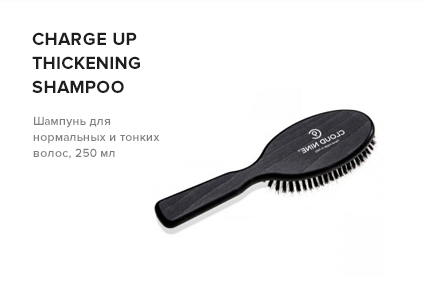 CHARGE UP
THICKENING
SHAMPOO
Шампунь для
нормальных и тонких
волос, 250 мл
CLOUD NINE